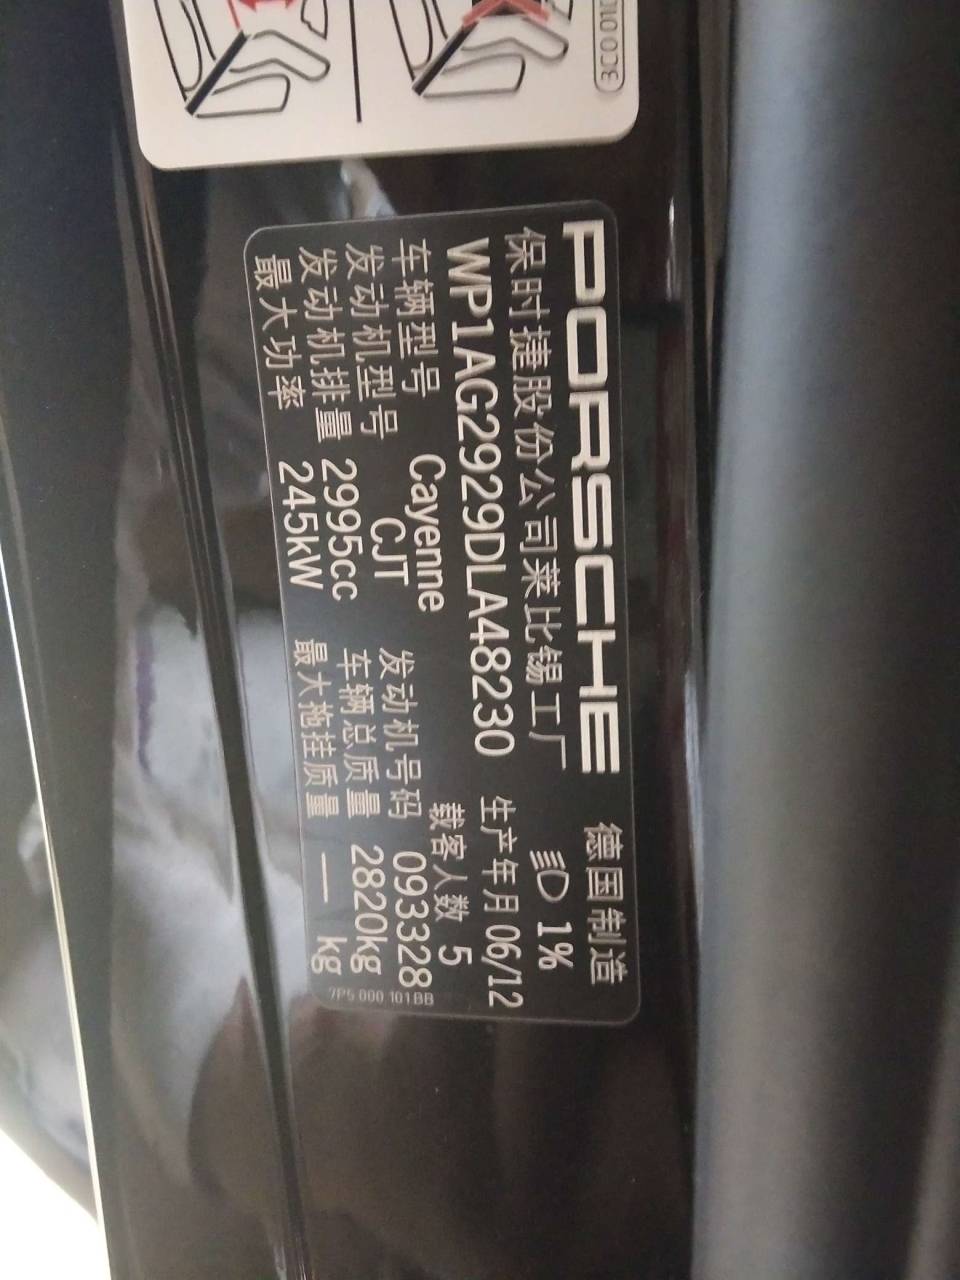 3C0 010
PORSCHE 德国制造
保时捷股份公司莱比锡工厂 1%
WP1AG2929DLA48230 生产年月 06/12
车辆型号 Cayenne 载客人数 5
发动机型号 CJT 发动机号码 093328
发动机排量 2995cc 车辆总质量 2820kg
最大功率 245kW 最大拖挂质量 — kg
7P5 000 101BB